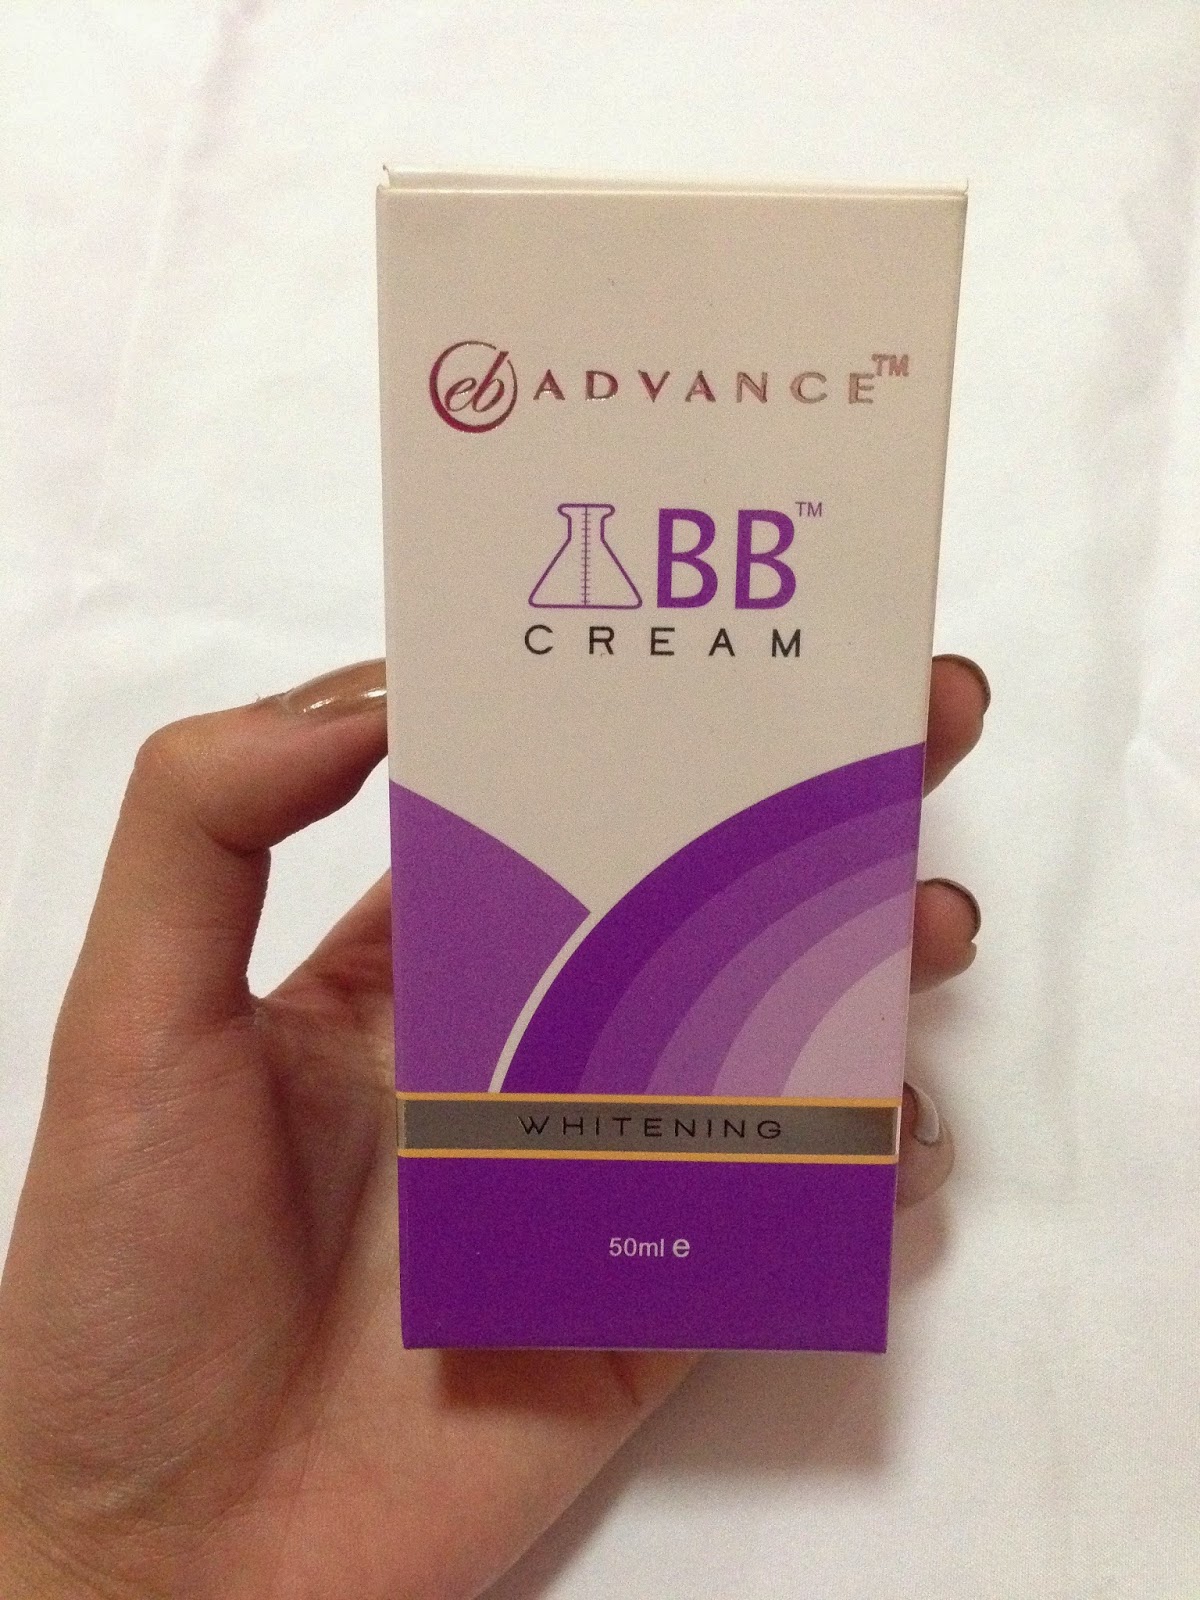 eb ADVANCE™
BB™
CREAM
WHITENING
50ml e